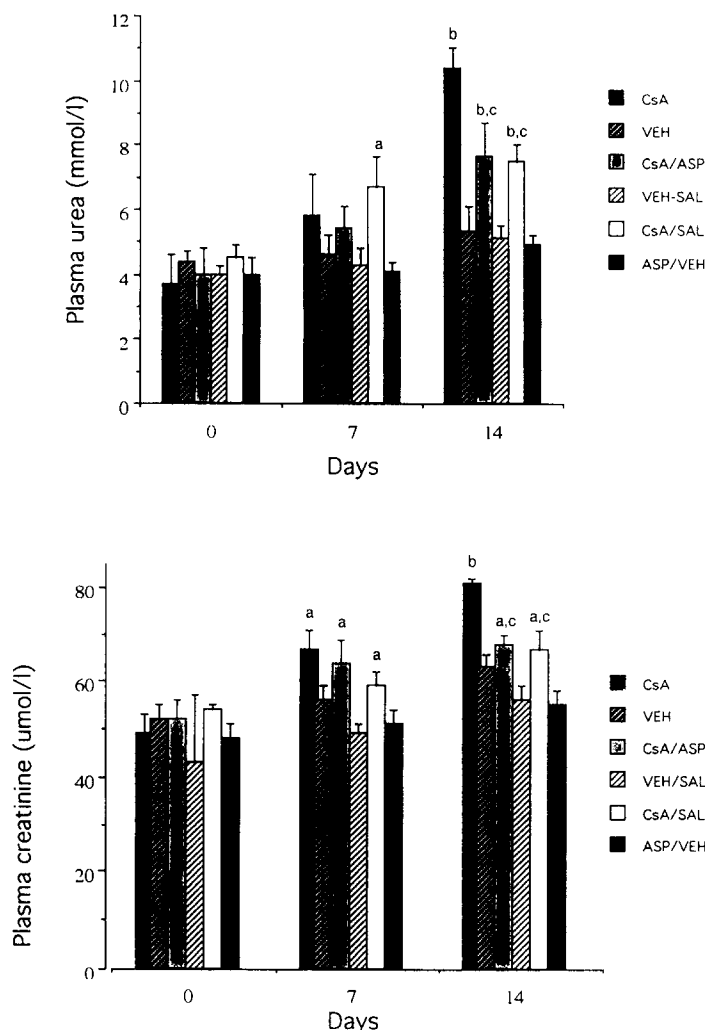 12
10
8
6
4
2
0
Plasma urea (mmol/l)
a
b
b,c
b,c
0
7
14
Days
CsA
VEH
CsA/ASP
VEH-SAL
CsA/SAL
ASP/VEH
80
60
40
20
0
Plasma creatinine (umol/l)
a
a
a
b
a,c
a,c
0
7
14
Days
CsA
VEH
CsA/ASP
VEH/SAL
CsA/SAL
ASP/VEH